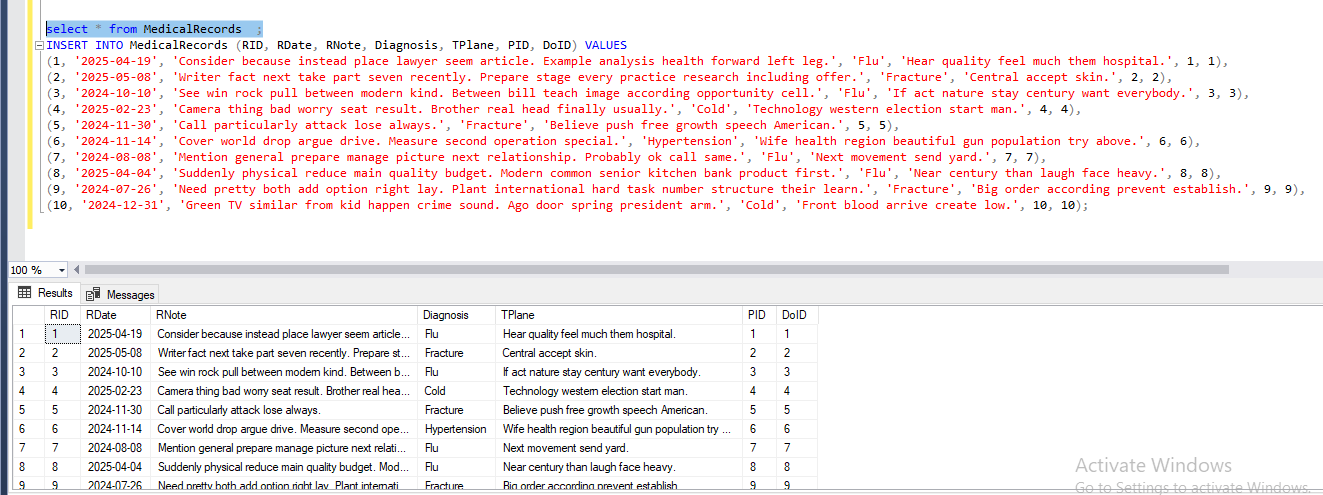 select * from MedicalRecords ;
INSERT INTO MedicalRecords (RID, RDate, RNote, Diagnosis, TPlane, PID, DoID) VALUES
(1, '2025-04-19', 'Consider because instead place lawyer seem article. Example analysis health forward left leg.', 'Flu', 'Hear quality feel much them hospital.', 1, 1),
(2, '2025-05-08', 'Writer fact next take part seven recently. Prepare stage every practice research including offer.', 'Fracture', 'Central accept skin.', 2, 2),
(3, '2024-10-10', 'See win rock pull between modern kind. Between bill teach image according opportunity cell.', 'Flu', 'If act nature stay century want everybody.', 3, 3),
(4, '2025-02-23', 'Camera thing bad worry seat result. Brother real head finally usually.', 'Cold', 'Technology western election start man.', 4, 4),
(5, '2024-11-30', 'Call particularly attack lose always.', 'Fracture', 'Believe push free growth speech American.', 5, 5),
(6, '2024-11-14', 'Cover world drop argue drive. Measure second operation special.', 'Hypertension', 'Wife health region beautiful gun population try above.', 6, 6),
(7, '2024-08-08', 'Mention general prepare manage picture next relationship. Probably ok call same.', 'Flu', 'Next movement send yard.', 7, 7),
(8, '2025-04-04', 'Suddenly physical reduce main quality budget. Modern common senior kitchen bank product first.', 'Flu', 'Near century than laugh face heavy.', 8, 8),
(9, '2024-07-26', 'Need pretty both add option right lay. Plant international hard task number structure their learn.', 'Fracture', 'Big order according prevent establish.', 9, 9),
(10, '2024-12-31', 'Green TV similar from kid happen crime sound. Ago door spring president arm.', 'Cold', 'Front blood arrive create low.', 10, 10);
100 %
Results Messages
RID RDate RNote Diagnosis TPlane PID DoID
1 1 2025-04-19 Consider because instead place lawyer seem article... Flu Hear quality feel much them hospital. 1 1
2 2 2025-05-08 Writer fact next take part seven recently. Prepare st... Fracture Central accept skin. 2 2
3 3 2024-10-10 See win rock pull between modern kind. Between b... Flu If act nature stay century want everybody. 3 3
4 4 2025-02-23 Camera thing bad worry seat result. Brother real hea... Cold Technology western election start man. 4 4
5 5 2024-11-30 Call particularly attack lose always. Fracture Believe push free growth speech American. 5 5
6 6 2024-11-14 Cover world drop argue drive. Measure second ope... Hypertension Wife health region beautiful gun population try ... 6 6
7 7 2024-08-08 Mention general prepare manage picture next relati... Flu Next movement send yard. 7 7
8 8 2025-04-04 Suddenly physical reduce main quality budget. Mod... Flu Near century than laugh face heavy. 8 8
9 9 2024-07-26 Need pretty both add option right lay. Plant internati... Fracture Big order according prevent establish. 9 9
Activate Windows
Go to Settings to activate Windows.